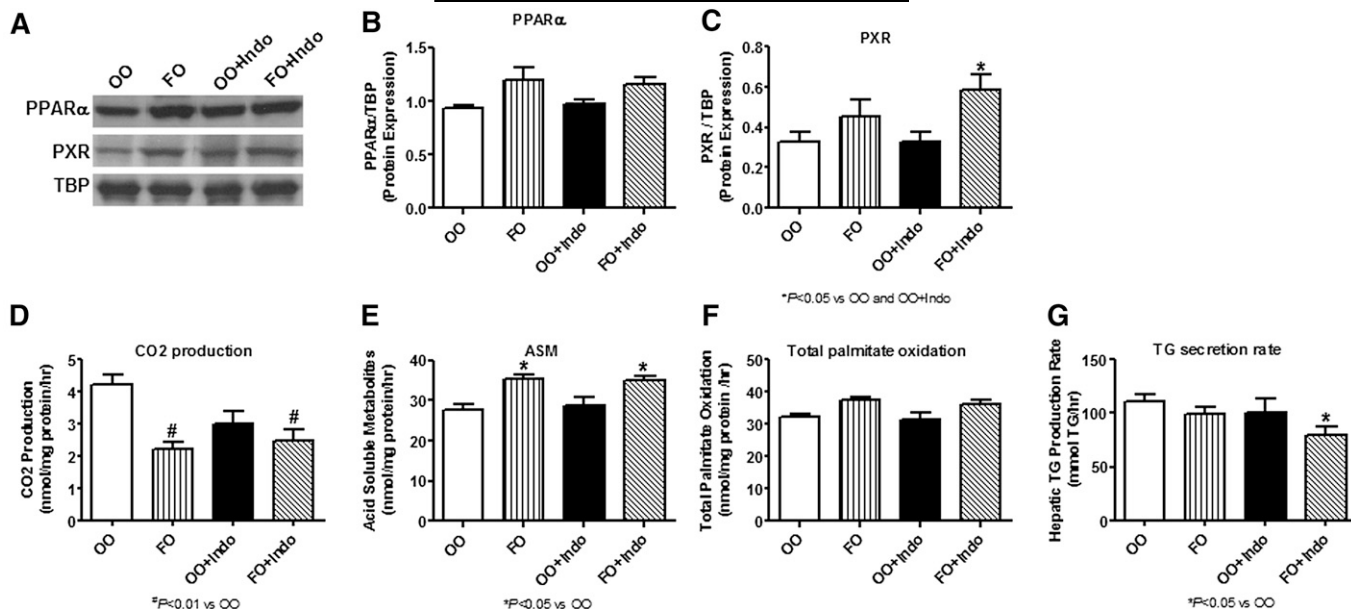 A
OO
FO
OO+Indo
FO+Indo
PPARα
PXR
TBP
B
PPARα
PPARα/TBP
(Protein Expression)
1.5
1.0
0.5
0.0
OO
FO
OO+Indo
FO+Indo
C
PXR
PXR / TBP
(Protein Expression)
0.8
0.6
0.4
0.2
0.0
*
OO
FO
OO+Indo
FO+Indo
*P<0.05 vs OO and OO+Indo
D
CO2 production
CO2 Production
(nmol/mg protein/hr)
5
4
3
2
1
0
#
#
OO
FO
OO+Indo
FO+Indo
#P<0.01 vs OO
E
ASM
Acid Soluble Metabolites
(nmol/mg protein/hr)
40
30
20
10
0
*
*
OO
FO
OO+Indo
FO+Indo
*P<0.05 vs OO
F
Total palmitate oxidation
Total Palmitate Oxidation
(nmol/mg protein /hr)
50
40
30
20
10
0
OO
FO
OO+Indo
FO+Indo
G
TG secretion rate
Hepatic TG Production Rate
(mmol TG/hr)
150
100
50
0
*
OO
FO
OO+Indo
FO+Indo
*P<0.05 vs OO